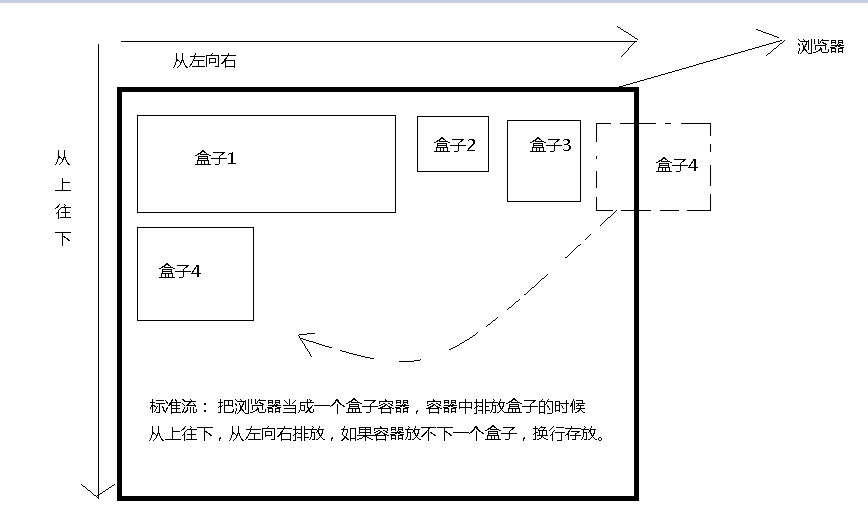 从左向右
浏览器
从上往下
盒子1
盒子2
盒子3
盒子4
盒子4
标准流： 把浏览器当成一个盒子容器，容器中排放盒子的时候
从上往下，从左向右排放，如果容器放不下一个盒子，换行存放。